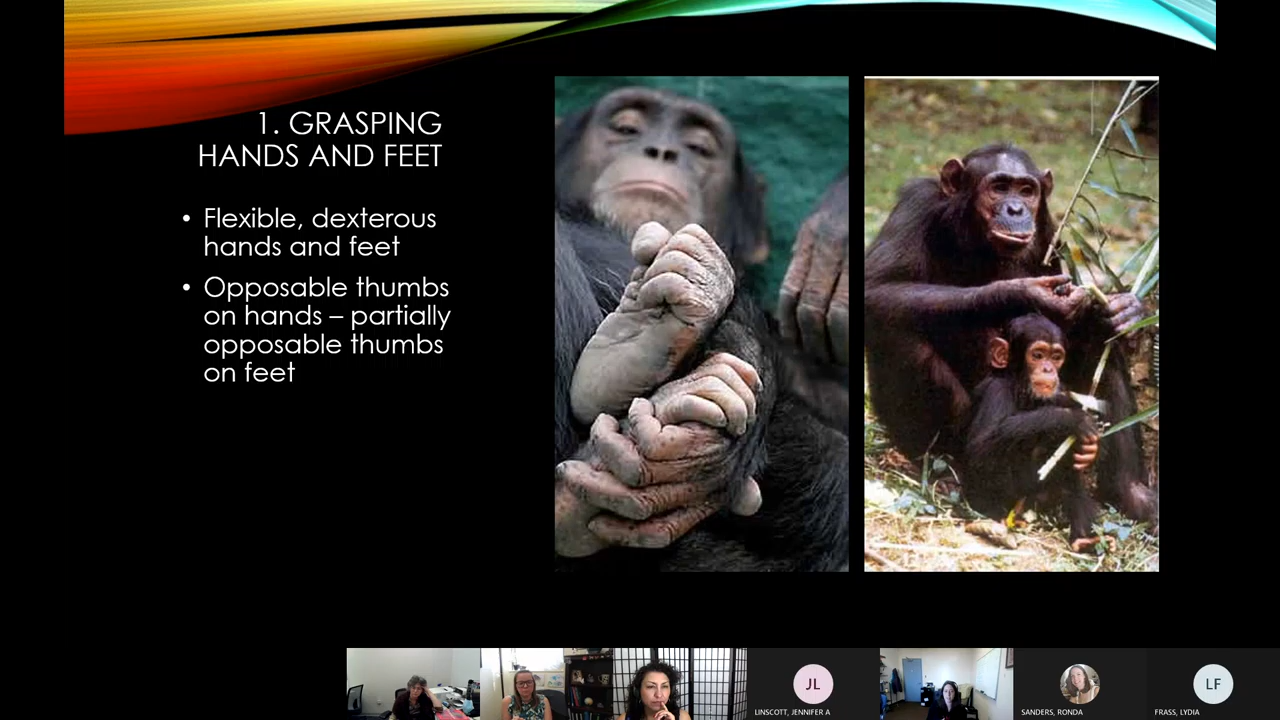 1. GRASPING
HANDS AND FEET
• Flexible, dexterous
hands and feet
• Opposable thumbs
on hands – partially
opposable thumbs
on feet
JL
LINSCOTT, JENNIFER A
SANDERS, RONDA
LF
FRASS, LYDIA